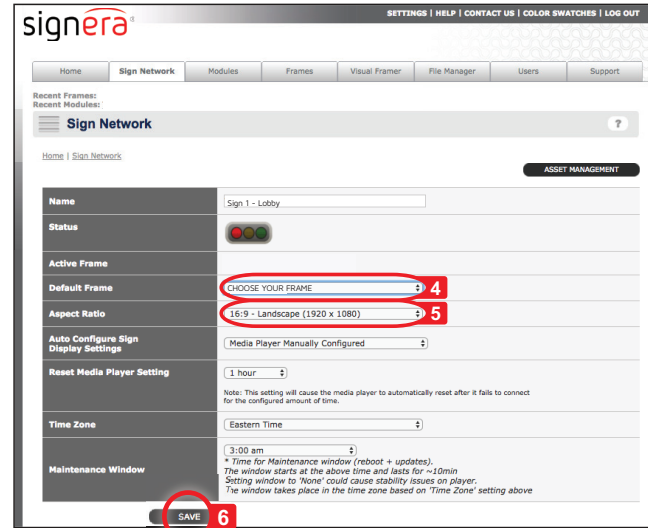 signera®
SETTINGS | HELP | CONTACT US | COLOR SWATCHES | LOG OUT
Home Sign Network Modules Frames Visual Framer File Manager Users Support
Recent Frames:
Recent Modules:
Sign Network ?
Home | Sign Network
ASSET MANAGEMENT
Name Sign 1 - Lobby
Status
Active Frame
Default Frame CHOOSE YOUR FRAME 4
Aspect Ratio 16:9 - Landscape (1920 x 1080) 5
Auto Configure Sign
Display Settings Media Player Manually Configured
Reset Media Player Setting 1 hour
Note: This setting will cause the media player to automatically reset after it fails to connect
for the configured amount of time.
Time Zone Eastern Time
Maintenance Window 3:00 am
* Time for Maintenance window (reboot + updates).
The window starts at the above time and lasts for ~10min
Setting window to 'None' could cause stability issues on player.
The window takes place in the time zone based on 'Time Zone' setting above
SAVE 6